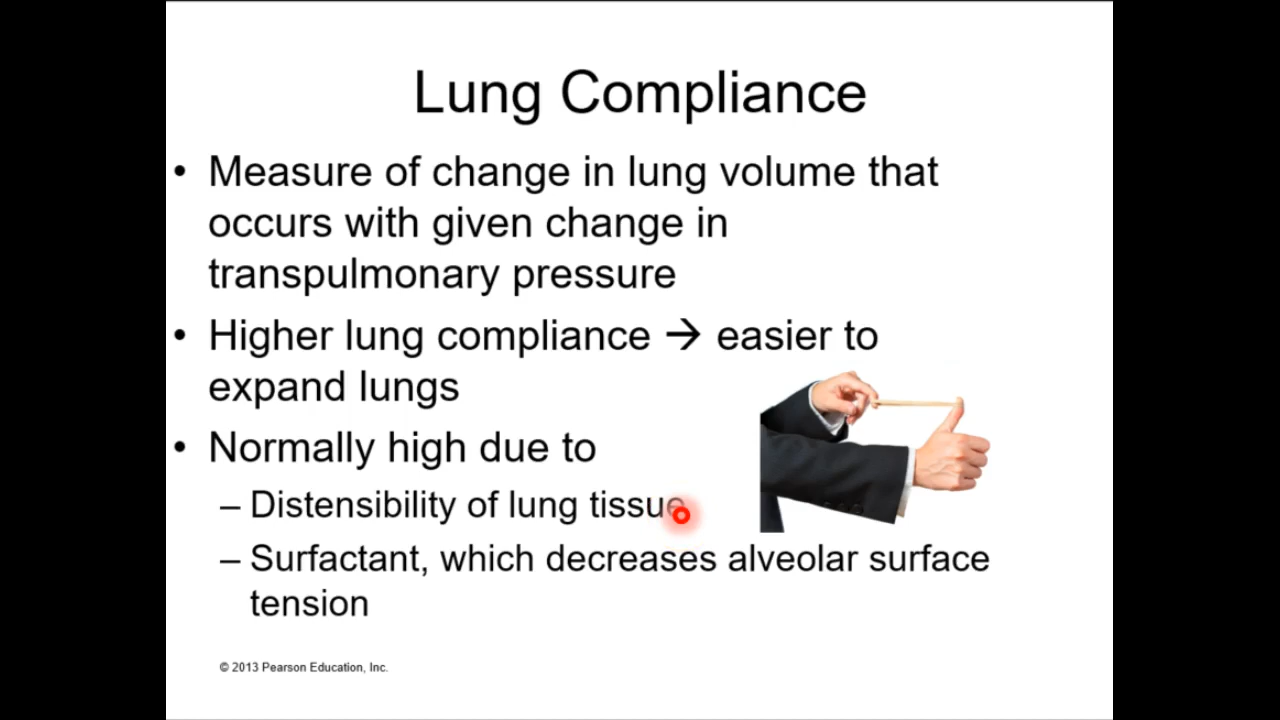 Lung Compliance
• Measure of change in lung volume that
occurs with given change in
transpulmonary pressure
• Higher lung compliance → easier to
expand lungs
• Normally high due to
– Distensibility of lung tissue
– Surfactant, which decreases alveolar surface
tension
© 2013 Pearson Education, Inc.